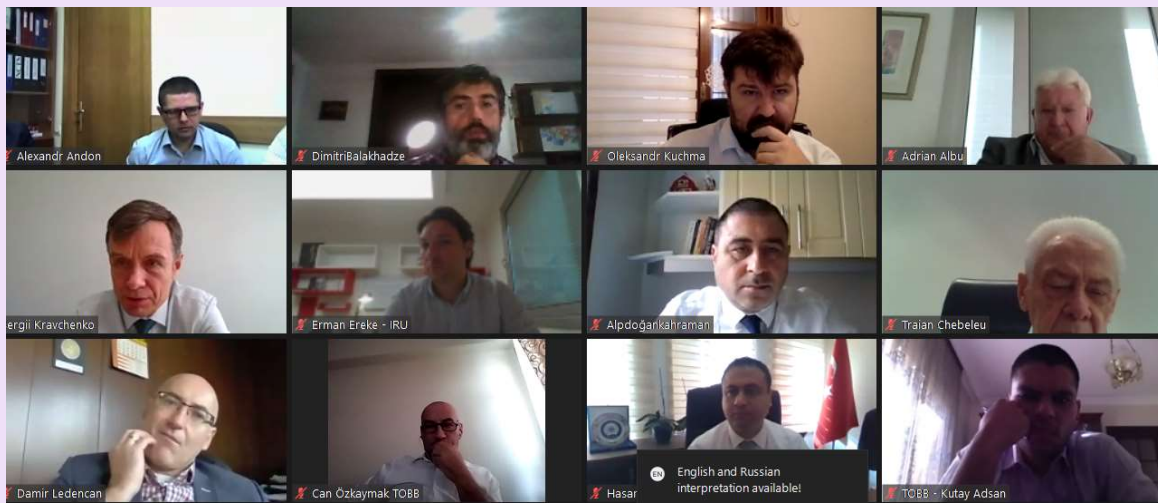 Alexandr Andon
DimitriBalakhadze
Oleksandr Kuchma
Adrian Albu
ergii Kravchenko
Erman Ereke - IRU
Alpdoğankahraman
Traian Chebeleu
Damir Ledencan
Can Özkaymak TOBB
Hasan
EN
English and Russian
interpretation available!
TOBB - Kutay Adsan